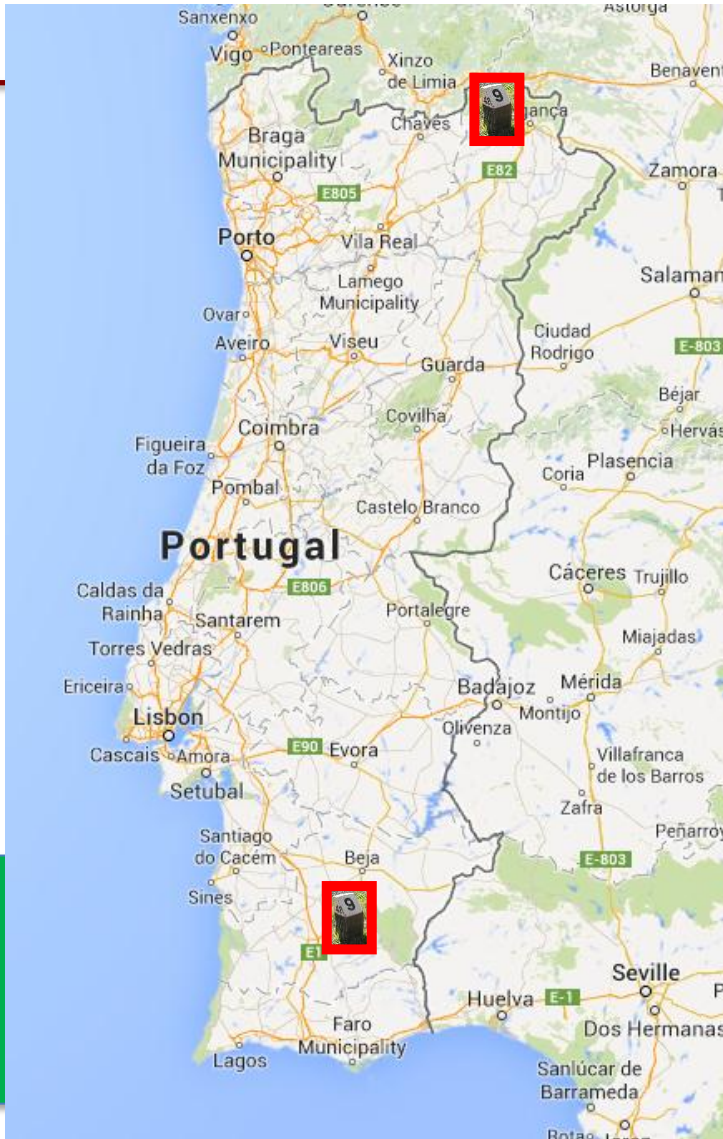 Sanxenxo
Vigo
Ponteareas
Xinzo
de Limia
Benavent
Chaves
Braga
Municipality
E82
Zamora
E805
Porto
Vila Real
Lamego
Municipality
Salaman
Ovar
Aveiro
Viseu
Ciudad
Rodrigo
E-803
Guarda
Béjar
Covilha
Hervás
Coimbra
Figueira
da Foz
Plasencia
Coria
Pombal
Castelo Branco
Portugal
Cáceres
Trujillo
E806
Caldas da
Rainha
Portalegre
Santarem
Miajadas
Torres Vedras
Ericeira
Badajoz
Mérida
Montijo
Lisbon
Olivenza
Cascais
Amora
E90
Evora
Villafranca
de los Barros
Setubal
Zafra
Peñarroy
Santiago
do Cacém
Beja
E-803
Sines
9
9
E1
Seville
Huelva
E-1
Dos Hermanas
Faro
Municipality
Lagos
Sanlúcar de
Barrameda